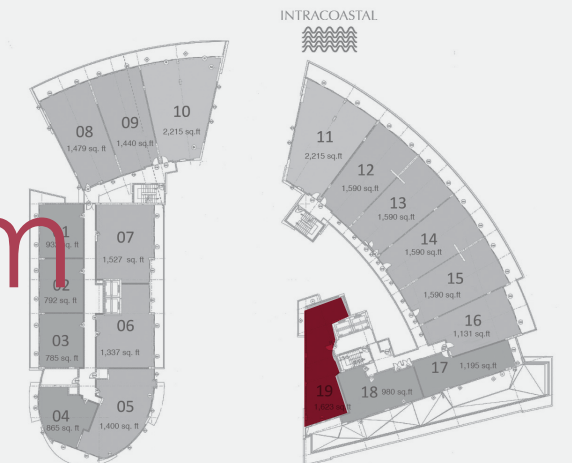 INTRACOASTAL
10
2,215 sq.ft
09
1,440 sq. ft
08
1,479 sq. ft
11
2,215 sq.ft
12
1,590 sq.ft
13
1,590 sq.ft
14
1,590 sq.ft
15
1,590 sq.ft
16
1,131 sq.ft
17
1,195 sq.ft
18
980 sq.ft
19
m
07
1,527 sq. ft
02
792 sq. ft
06
1,337 sq. ft
03
785 sq. ft
04
865 sq. ft
05
1,400 sq. ft